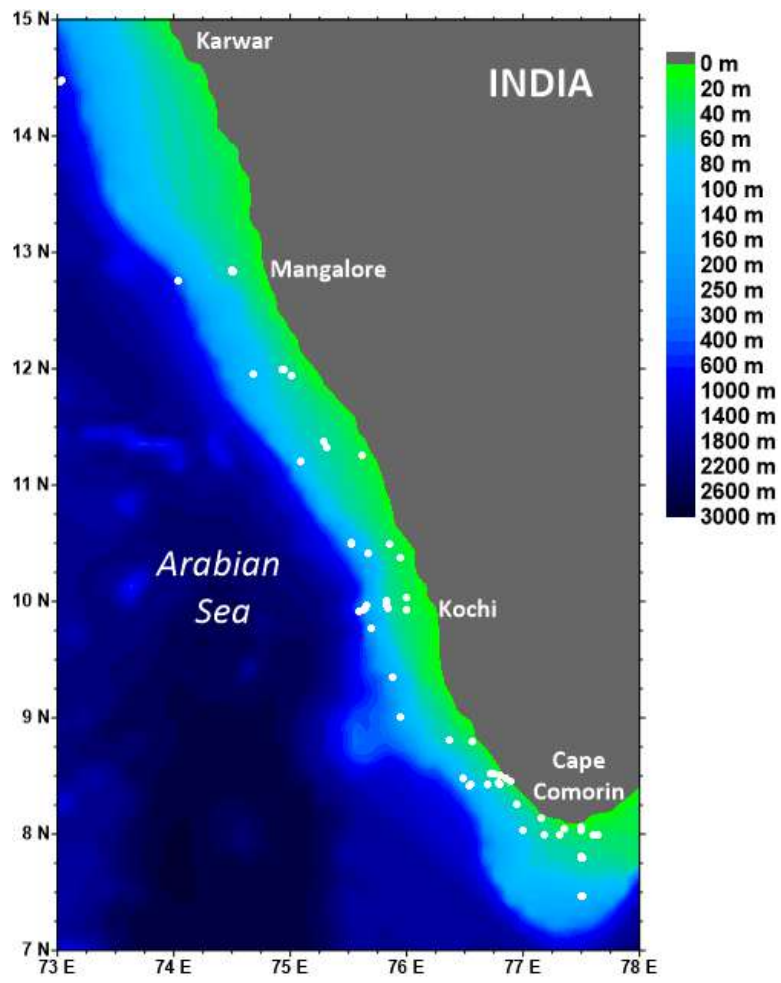 15 N
14 N
13 N
12 N
11 N
10 N
9 N
8 N
7 N
73 E
74 E
75 E
76 E
77 E
78 E
Karwar
INDIA
Mangalore
Arabian
Sea
Kochi
Cape
Comorin
0 m
20 m
40 m
60 m
80 m
100 m
140 m
160 m
200 m
250 m
300 m
600 m
1000 m
1400 m
1800 m
2200 m
2600 m
3000 m